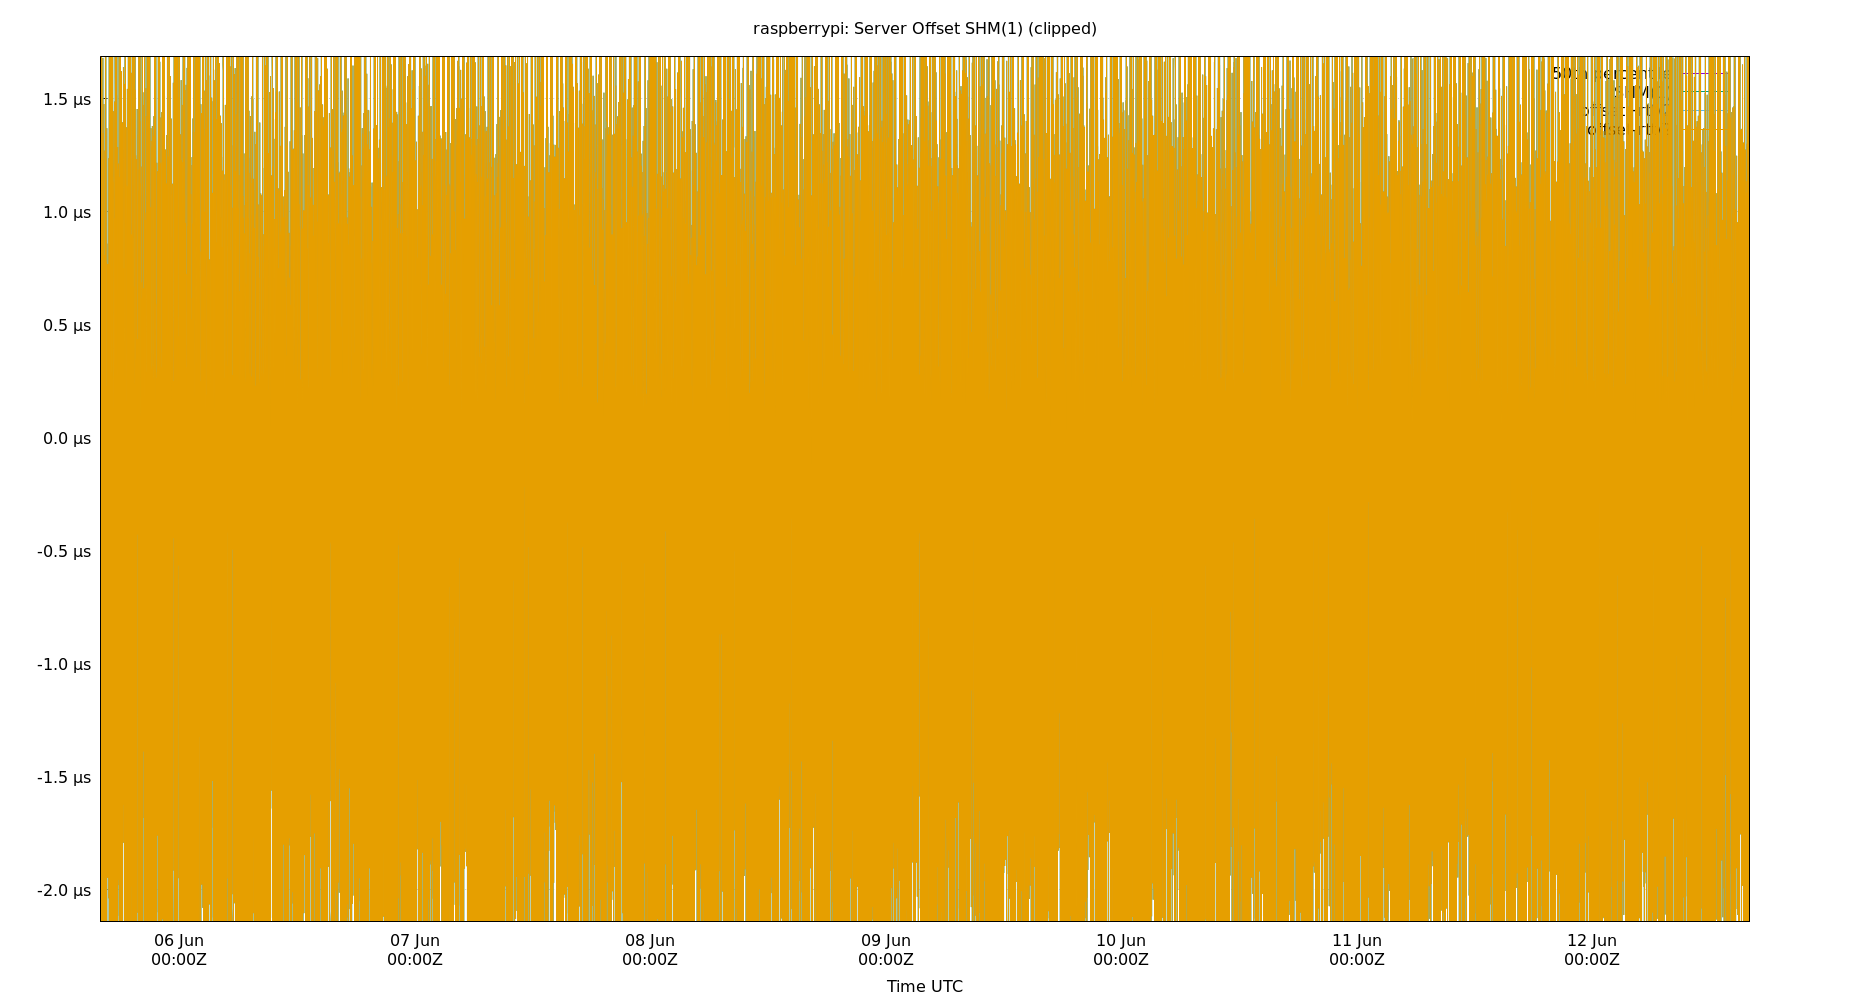 raspberrypi: Server Offset SHM(1) (clipped)
1.5 µs
1.0 µs
0.5 µs
0.0 µs
-0.5 µs
-1.0 µs
-1.5 µs
-2.0 µs
50th percentile
06 Jun 07 Jun 08 Jun 09 Jun 10 Jun 11 Jun 12 Jun
00:00Z 00:00Z 00:00Z 00:00Z 00:00Z 00:00Z 00:00Z
Time UTC